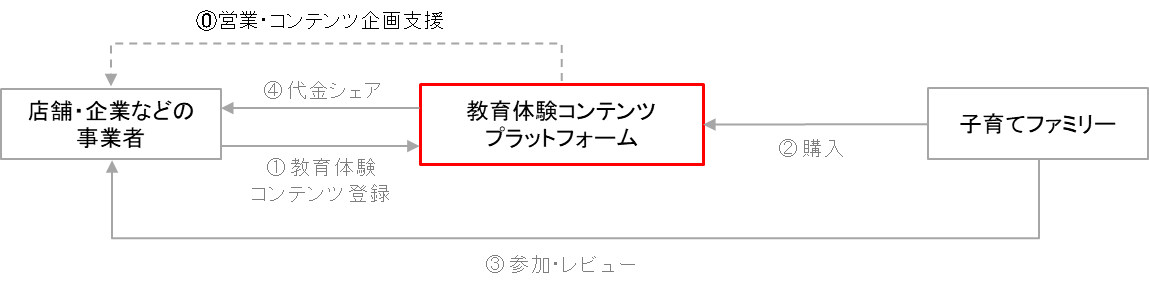 ⓪営業・コンテンツ企画支援
④代金シェア
店舗・企業などの
事業者
教育体験コンテンツ
プラットフォーム
子育てファミリー
②購入
①教育体験
コンテンツ登録
③参加・レビュー